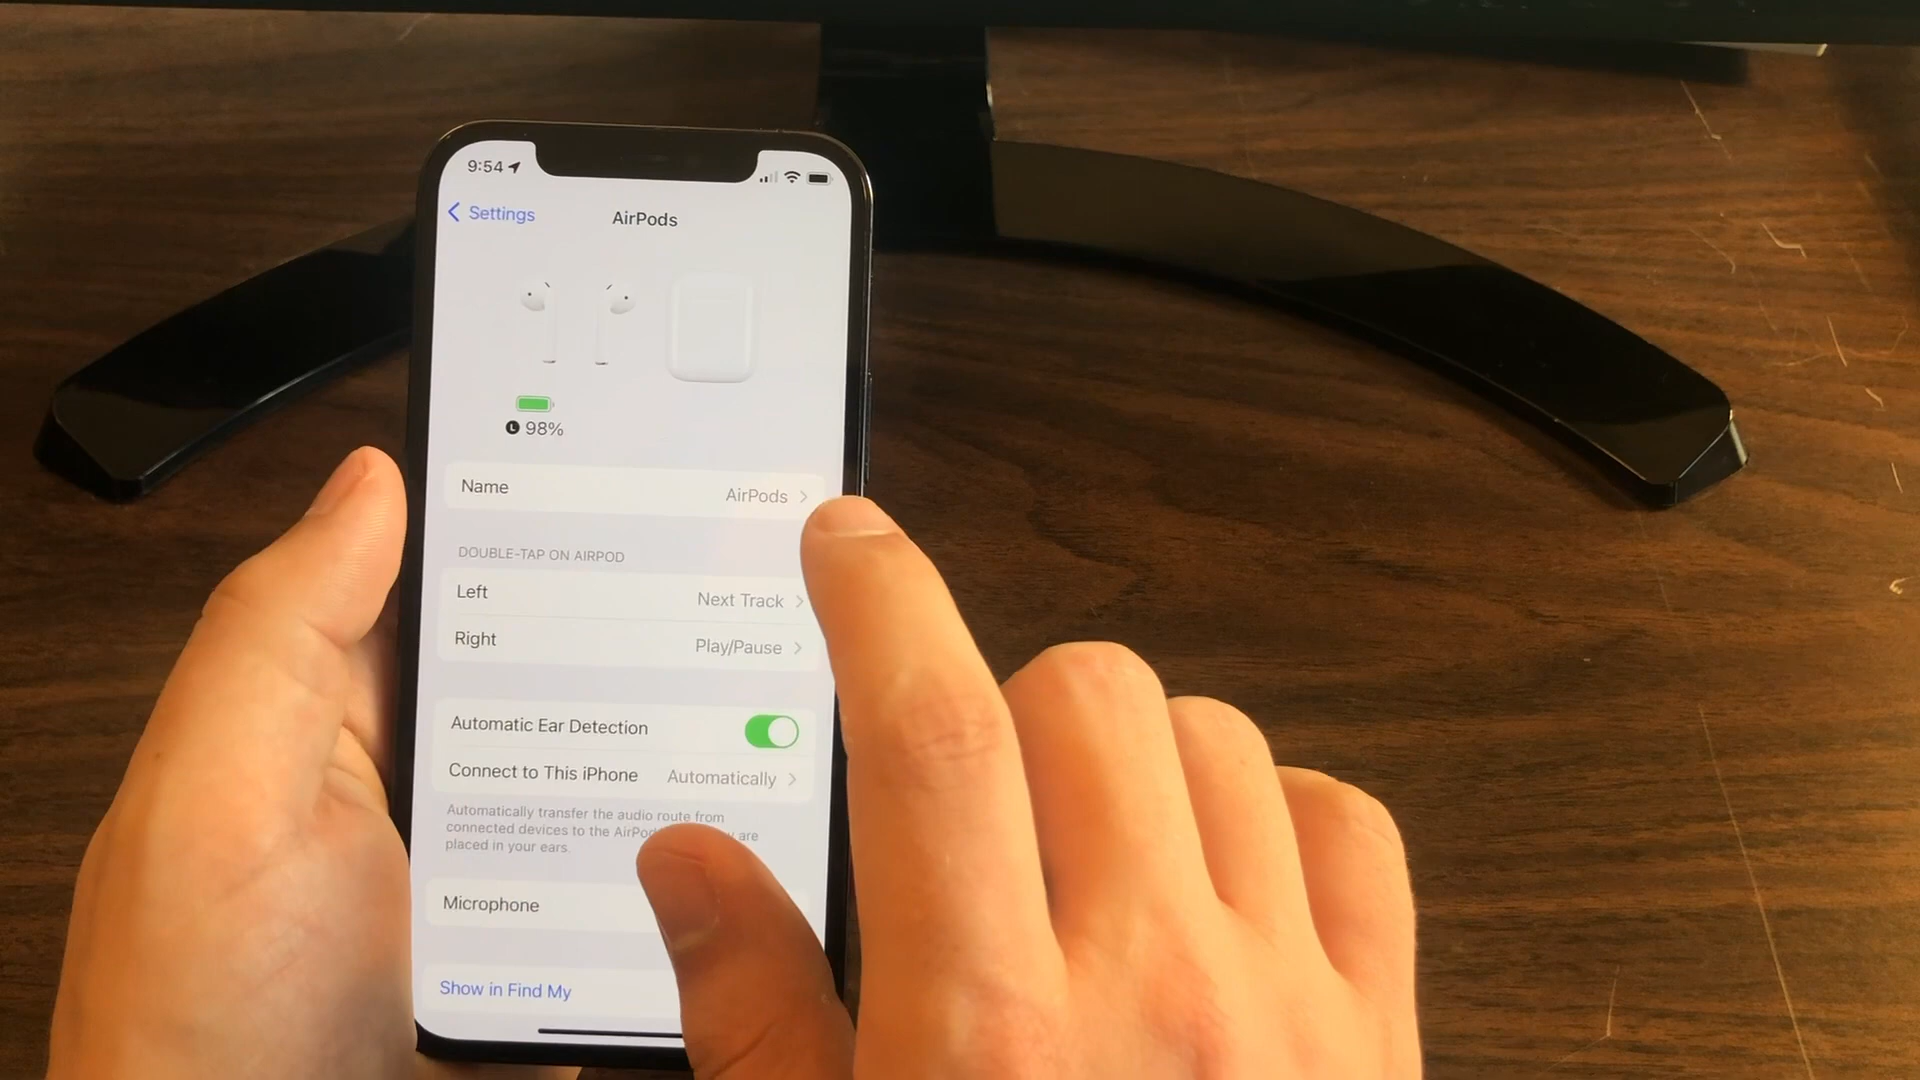 9:54
Settings
AirPods
L 98%
Name AirPods
DOUBLE-TAP ON AIRPOD
Left Next Track
Right Play/Pause
Automatic Ear Detection
Connect to This iPhone Automatically
Automatically transfer the audio route from
connected devices to the are
placed in your ears.
Microphone
Show in Find My